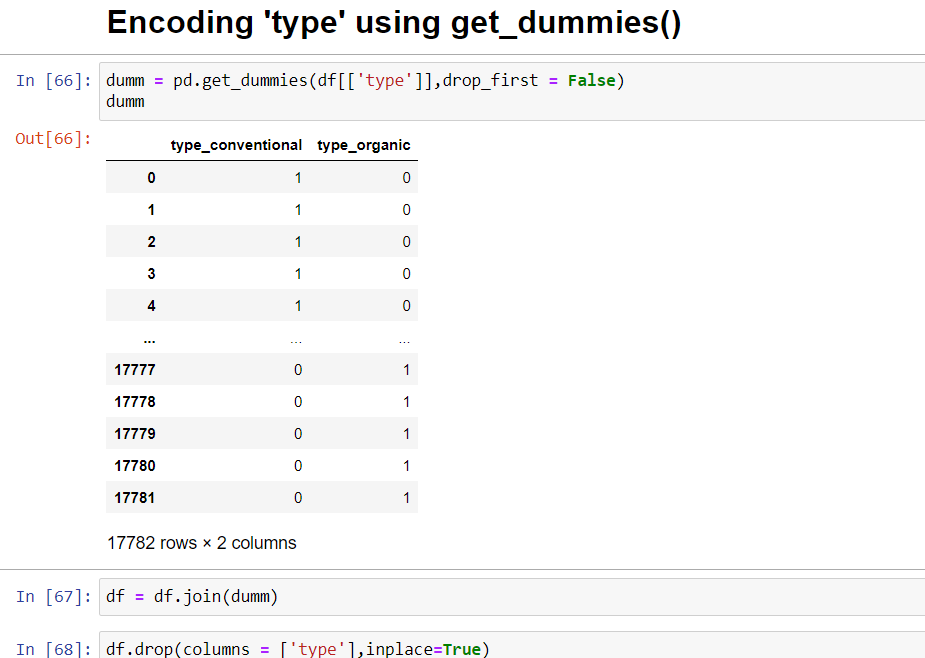 Encoding 'type' using get_dummies()
In [66]: dumm = pd.get_dummies(df[['type']],drop_first = False)
dumm
Out[66]:
type_conventional type_organic
0 1 0
1 1 0
2 1 0
3 1 0
4 1 0
... ... ...
17777 0 1
17778 0 1
17779 0 1
17780 0 1
17781 0 1
17782 rows × 2 columns
In [67]: df = df.join(dumm)
In [68]: df.drop(columns = ['type'],inplace=True)